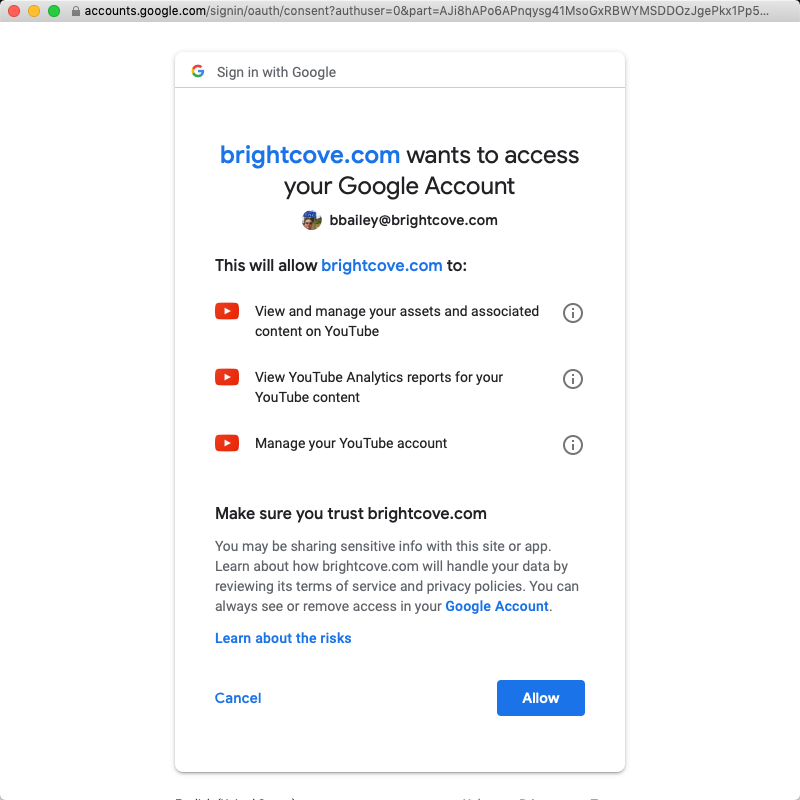 accounts.google.com/signin/oauth/consent?authuser=0&part=AJi8hAPo6APnqysg41MsoGxRBWYMSDDOzJgePkx1Pp5...
Sign in with Google
brightcove.com wants to access
your Google Account
bbailey@brightcove.com
This will allow brightcove.com to:
View and manage your assets and associated
content on YouTube
View YouTube Analytics reports for your
YouTube content
Manage your YouTube account
Make sure you trust brightcove.com
You may be sharing sensitive info with this site or app.
Learn about how brightcove.com will handle your data by
reviewing its terms of service and privacy policies. You can
always see or remove access in your Google Account.
Learn about the risks
Cancel
Allow